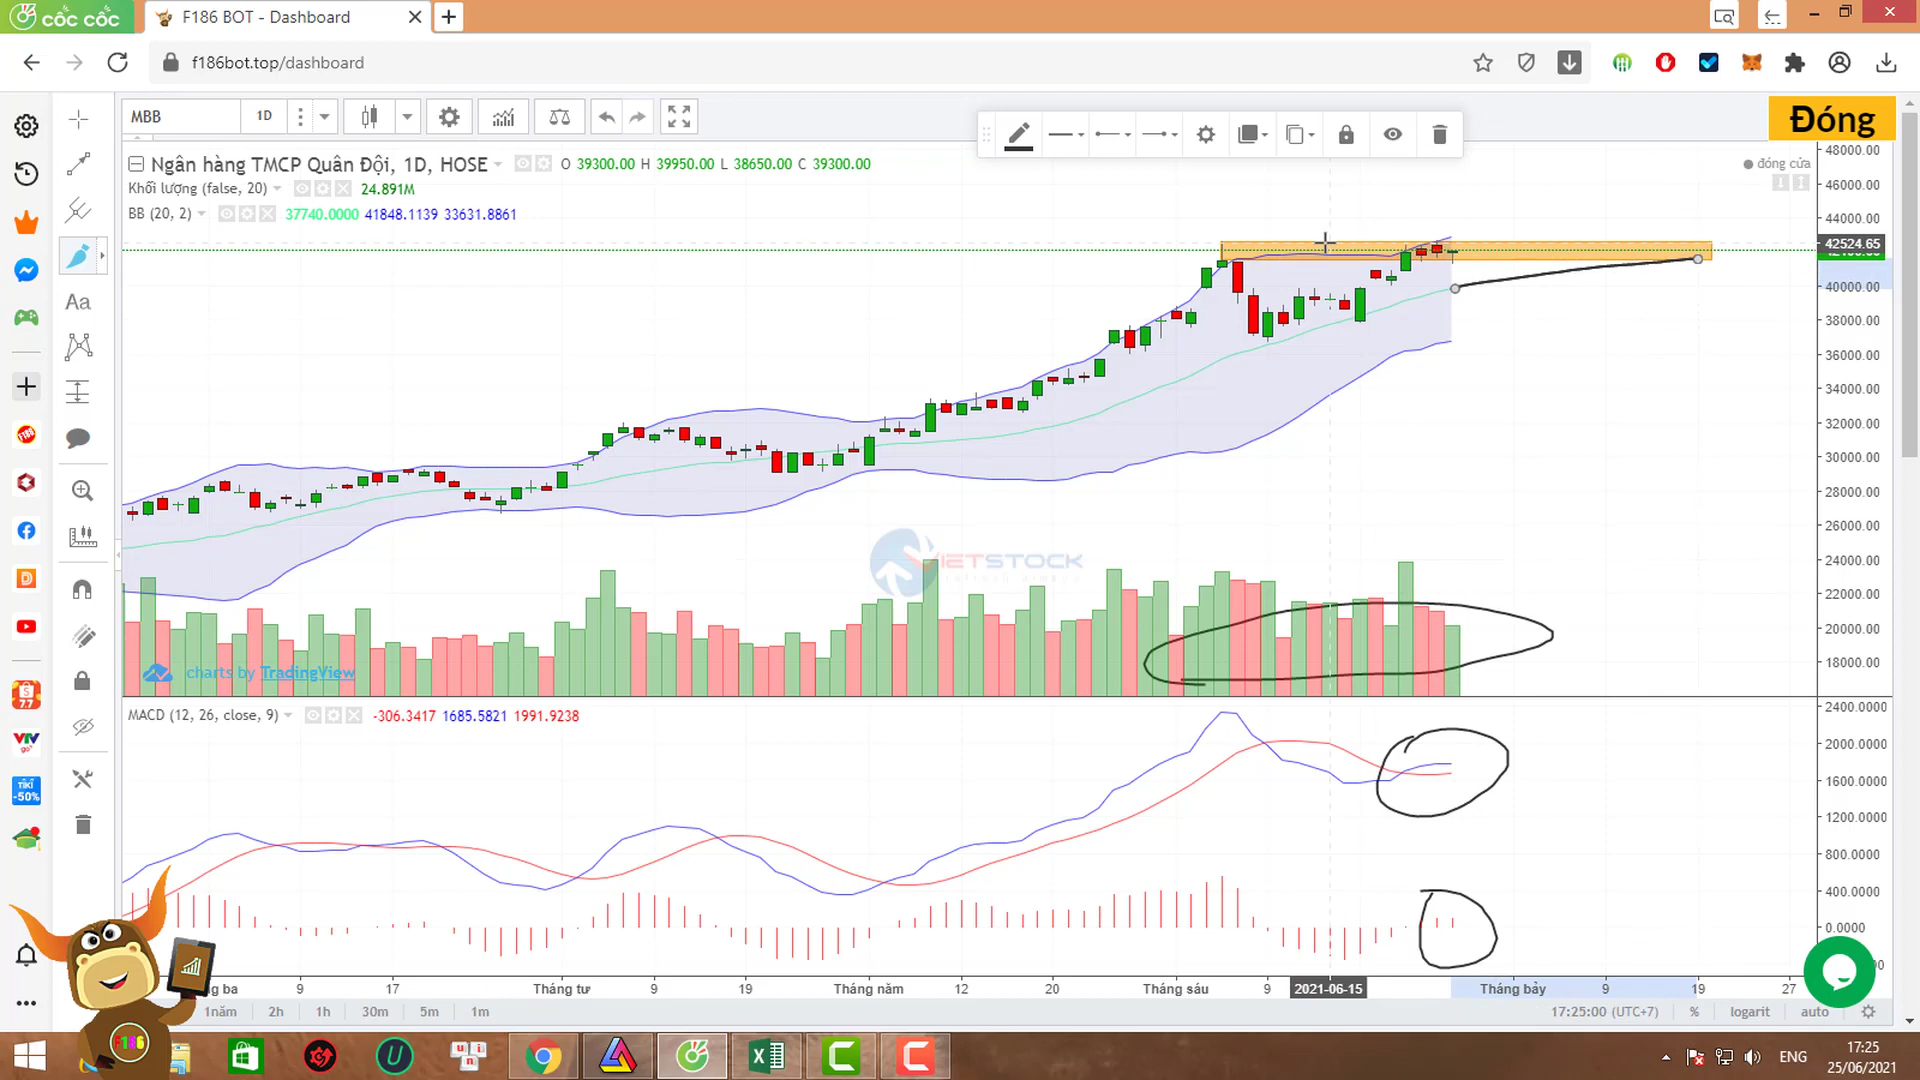 cốc cốc
F186 BOT - Dashboard
f186bot.top/dashboard
MBB
1D
Đóng
Ngân hàng TMCP Quân Đội, 1D, HOSE
O 39300.00 H 39950.00 L 38650.00 C 39300.00
đóng cửa
Khối lượng (false, 20)
24.891M
BB (20, 2)
37740.0000 41848.1139 33631.8861
48000.00
46000.00
44000.00
42524.65
40000.00
38000.00
36000.00
34000.00
32000.00
30000.00
28000.00
26000.00
24000.00
22000.00
20000.00
18000.00
Aa
VIETSTOCK
charts by TradingView
MACD (12, 26, close, 9)
-306.3417 1685.5821 1991.9238
2400.0000
2000.0000
1600.0000
1200.0000
800.0000
400.0000
0.0000
7.7
VTV
go
TIKI
-50%
9
17
Tháng tư
9
19
Tháng năm
12
20
Tháng sáu
9
2021-06-15
Tháng bảy
9
19
27
1năm
2h
1h
30m
5m
1m
17:25:00 (UTC+7)
%
logarit
auto
F186
ENG
17:25
25/06/2021